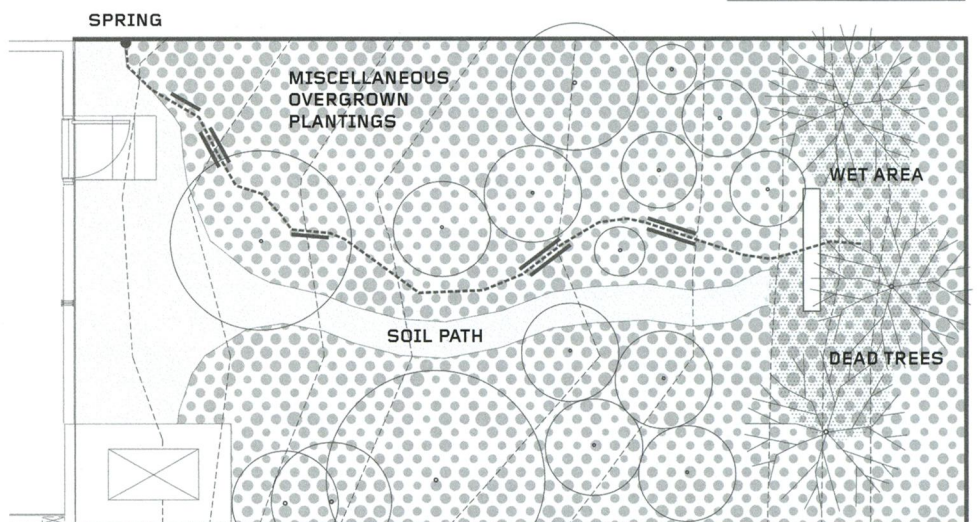 SPRING
MISCELLANEOUS
OVERGROWN
PLANTINGS
WET AREA
SOIL PATH
DEAD TREES